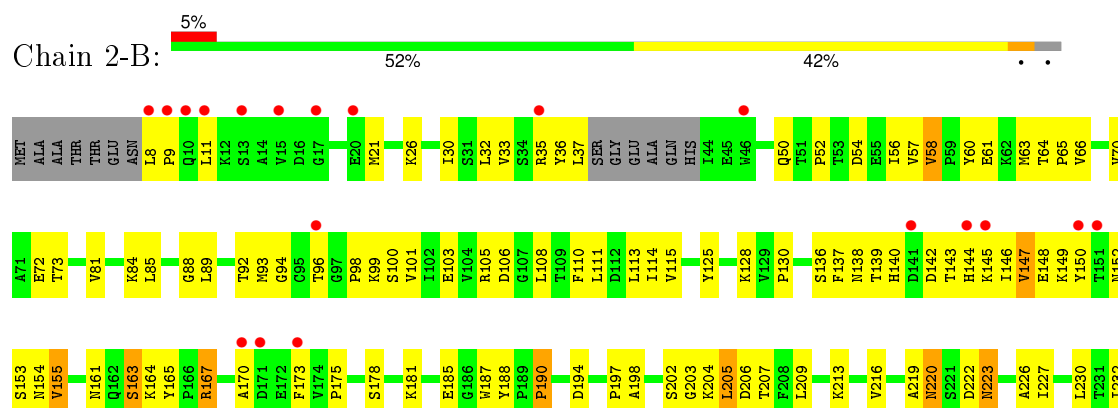 5%
Chain 2-B:
52% 42% • •
MET ALA ALA THR THR GLU ASN L8 P9 Q10 L11 K12 S13 A14 V15 D16 G17 E20 M21 K26 I30 S31 L32 V33 S34 R35 Y36 L37 SER GLY GLU ALA GLN HIS I44 E45 W46 Q50 T51 P52 T53 D54 E55 I56 V57 V58 P59 Y60 E61 K62 M63 T64 P65 V66 V70
A71 E72 T73 V81 K84 L85 G88 L89 T92 M93 G94 C95 T96 G97 P98 K99 S100 V101 I102 E103 V104 R105 D106 G107 L108 T109 F110 L111 D112 L113 I114 V115 Y125 K128 V129 P130 S136 F137 N138 T139 H140 D141 D142 T143 H144 K145 I146 V147 E148 K149 Y150 T151 N152
S153 N154 V155 N161 Q162 S163 K164 Y165 P166 R167 A170 D171 E172 F173 V174 P175 S178 K181 E185 G186 W187 Y188 P189 P190 D194 P197 A198 S202 G203 K204 L205 D206 T207 F208 L209 K213 V216 A219 N220 S221 D222 N223 A226 I227 L230 T231